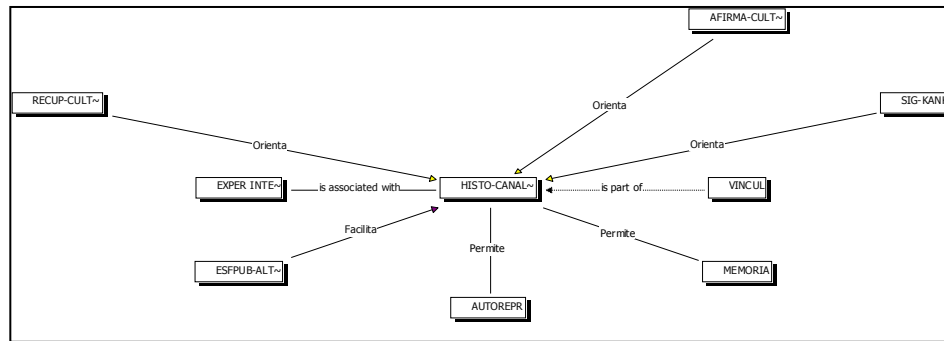 AFIRMA-CULT~
RECUP-CULT~
SIG-KANK
Orienta
Orienta
Orienta
EXPER INTE~
is associated with
HISTO-CANAL~
is part of
VINCUL
Facilita
Permite
Permite
ESFPUB-ALT~
MEMORIA
AUTOREPR